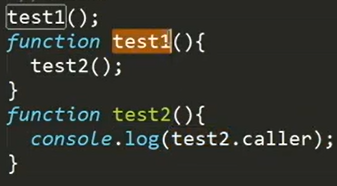 test1();
function test1(){
  test2();
}
function test2(){
  console.log(test2.caller);
}